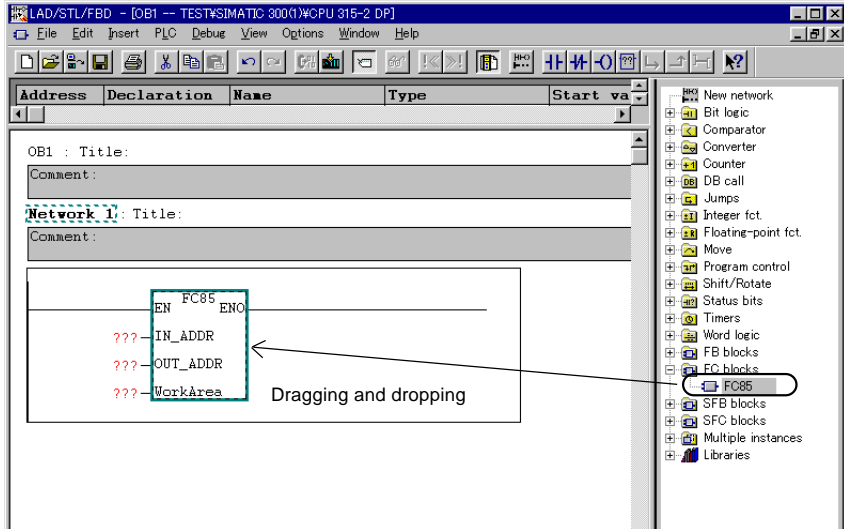 LAD/STL/FBD - [OB1 -- TEST¥SIMATIC 300(1)¥CPU 315-2 DP]
File Edit Insert PLC Debug View Options Window Help
Address Declaration Name Type Start va
OB1 : Title:
Comment:
Network 1: Title:
Comment:
FC85
EN ENO
??? IN_ADDR
??? OUT_ADDR
??? WorkArea
Dragging and dropping
New network
Bit logic
Comparator
Converter
Counter
DB call
Jumps
Integer fct.
Floating-point fct.
Move
Program control
Shift/Rotate
Status bits
Timers
Word logic
FB blocks
FC blocks
FC85
SFB blocks
SFC blocks
Multiple instances
Libraries